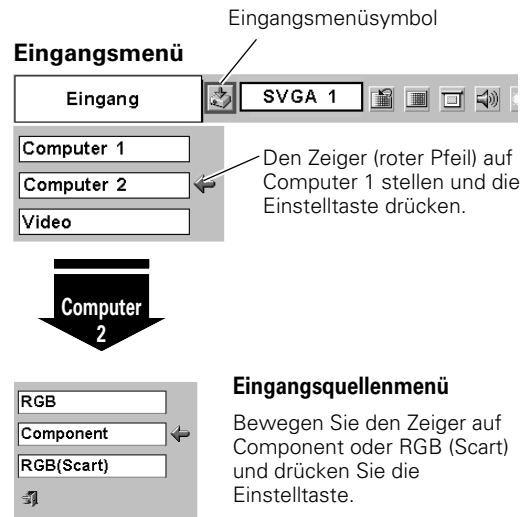 Eingangsmenüsymbol
Eingangsmenü
Eingang
SVGA 1
Computer 1
Computer 2
Video
Den Zeiger (roter Pfeil) auf
Computer 1 stellen und die
Einstelltaste drücken.
Computer
2
RGB
Component
RGB(Scart)
Eingangsquellenmenü
Bewegen Sie den Zeiger auf
Component oder RGB (Scart)
und drücken Sie die
Einstelltaste.